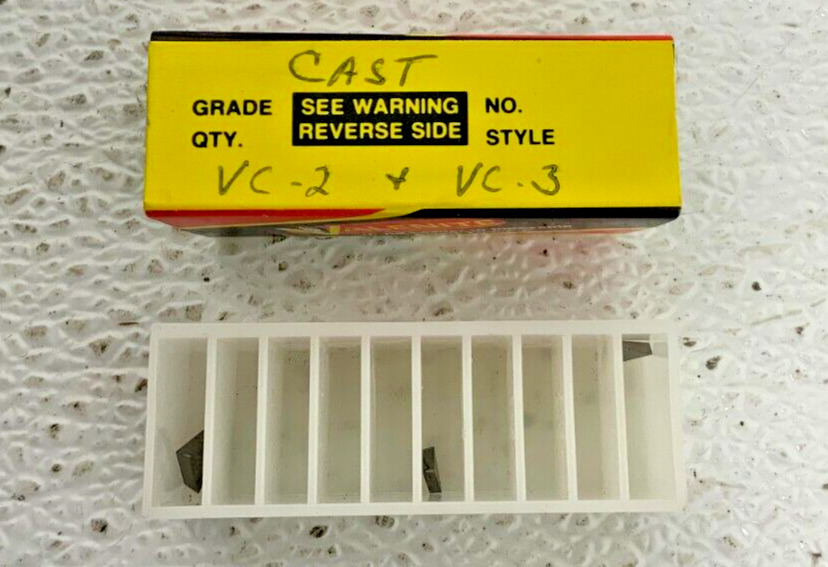 CAST
GRADE SEE WARNING NO.
QTY. REVERSE SIDE STYLE
VC-2 + VC-3